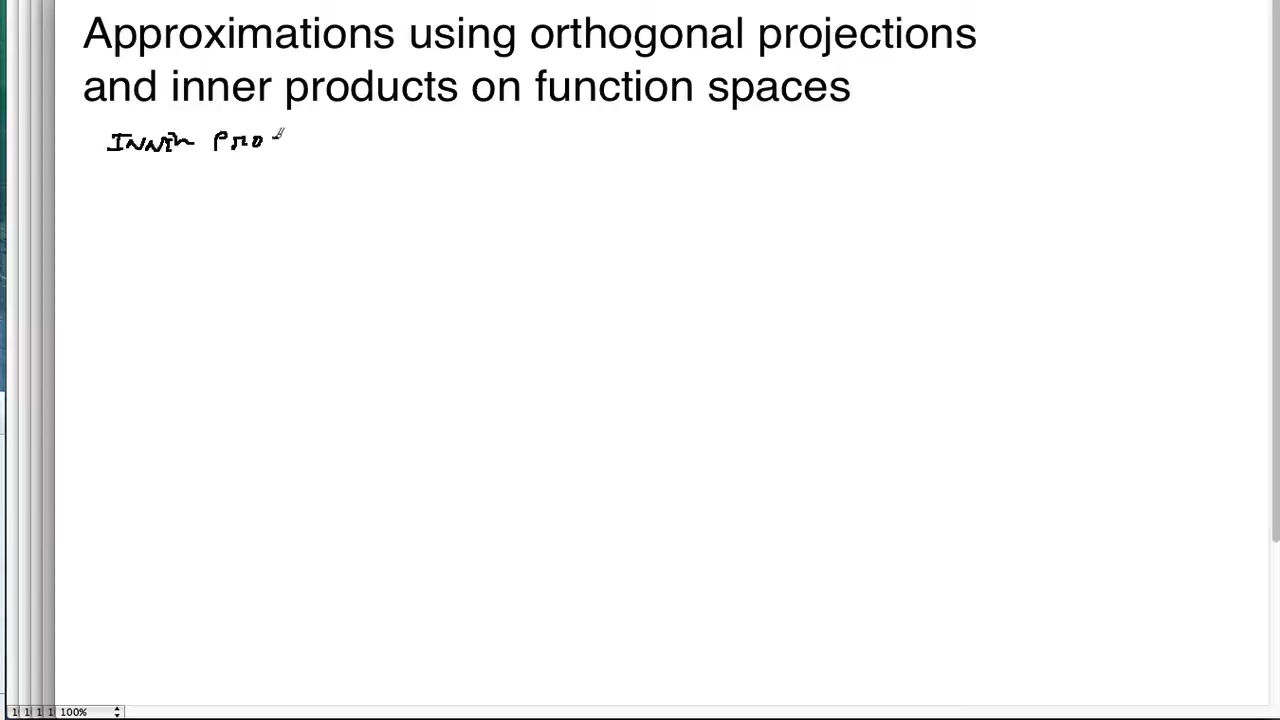 Approximations using orthogonal projections
and inner products on function spaces
INNER PRO
100%